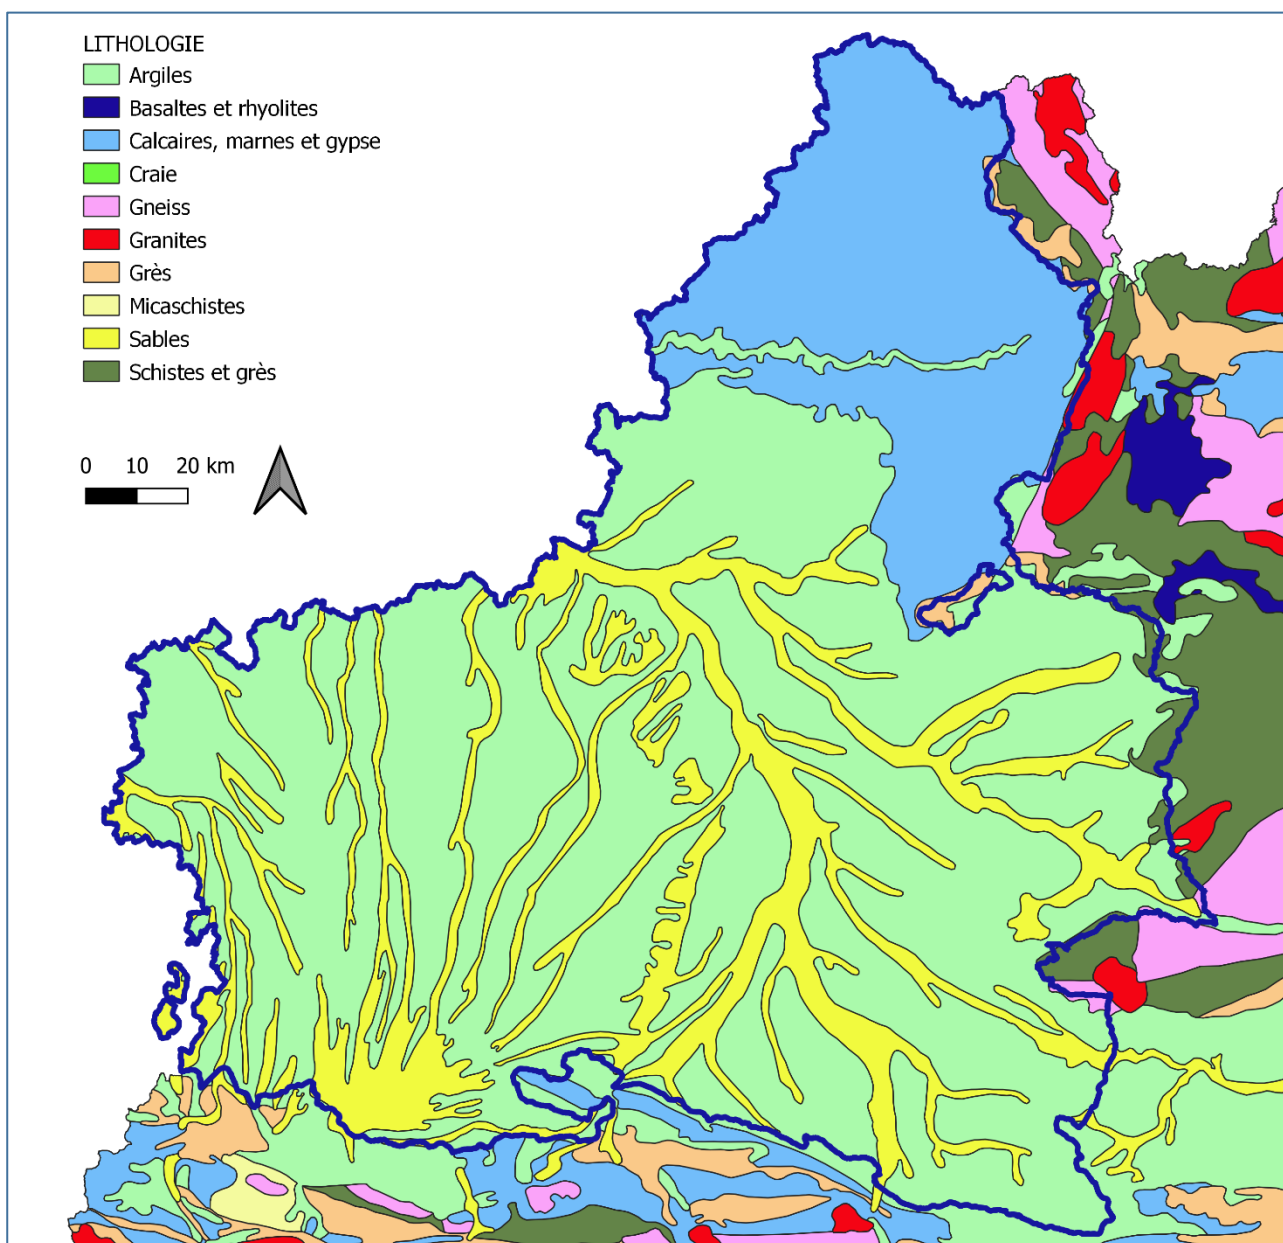 LITHOLOGIE
Argiles
Basaltes et rhyolites
Calcaires, marnes et gypse
Craie
Gneiss
Granites
Grès
Micaschistes
Sables
Schistes et grès
0 10 20 km